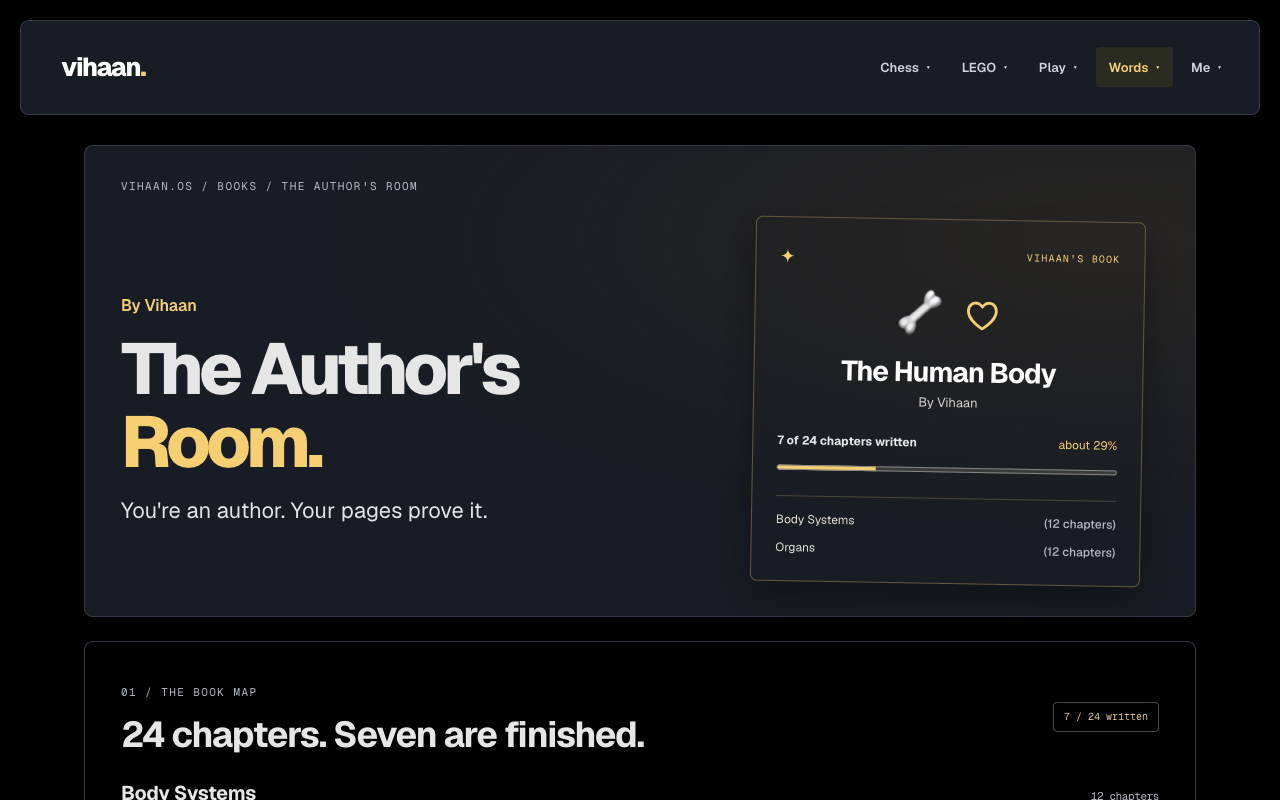 vihaan.
Chess
LEGO
Play
Words
Me
VIHAAN.OS / BOOKS / THE AUTHOR'S ROOM
By Vihaan
The Author's
Room.
You're an author. Your pages prove it.
VIHAAN'S BOOK
The Human Body
By Vihaan
7 of 24 chapters written
about 29%
Body Systems
(12 chapters)
Organs
(12 chapters)
01 / THE BOOK MAP
24 chapters. Seven are finished.
7 / 24 written
Body Systems
12 chapters